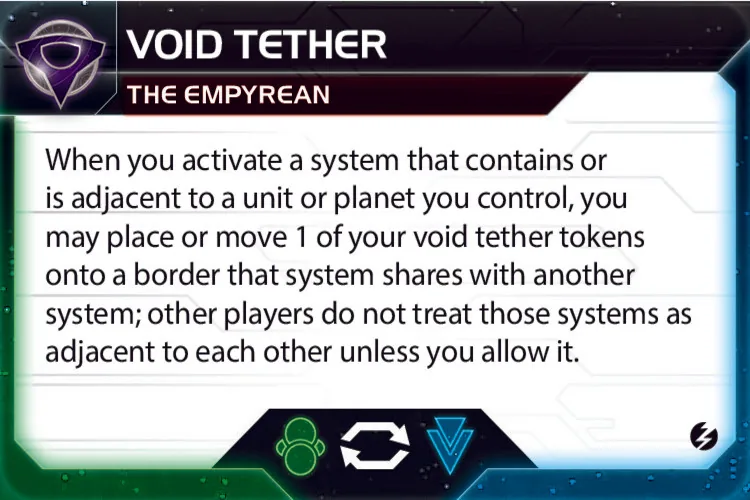 VOID TETHER
THE EMPYREAN
When you activate a system that contains or
is adjacent to a unit or planet you control, you
may place or move 1 of your void tether tokens
onto a border that system shares with another
system; other players do not treat those systems as
adjacent to each other unless you allow it.